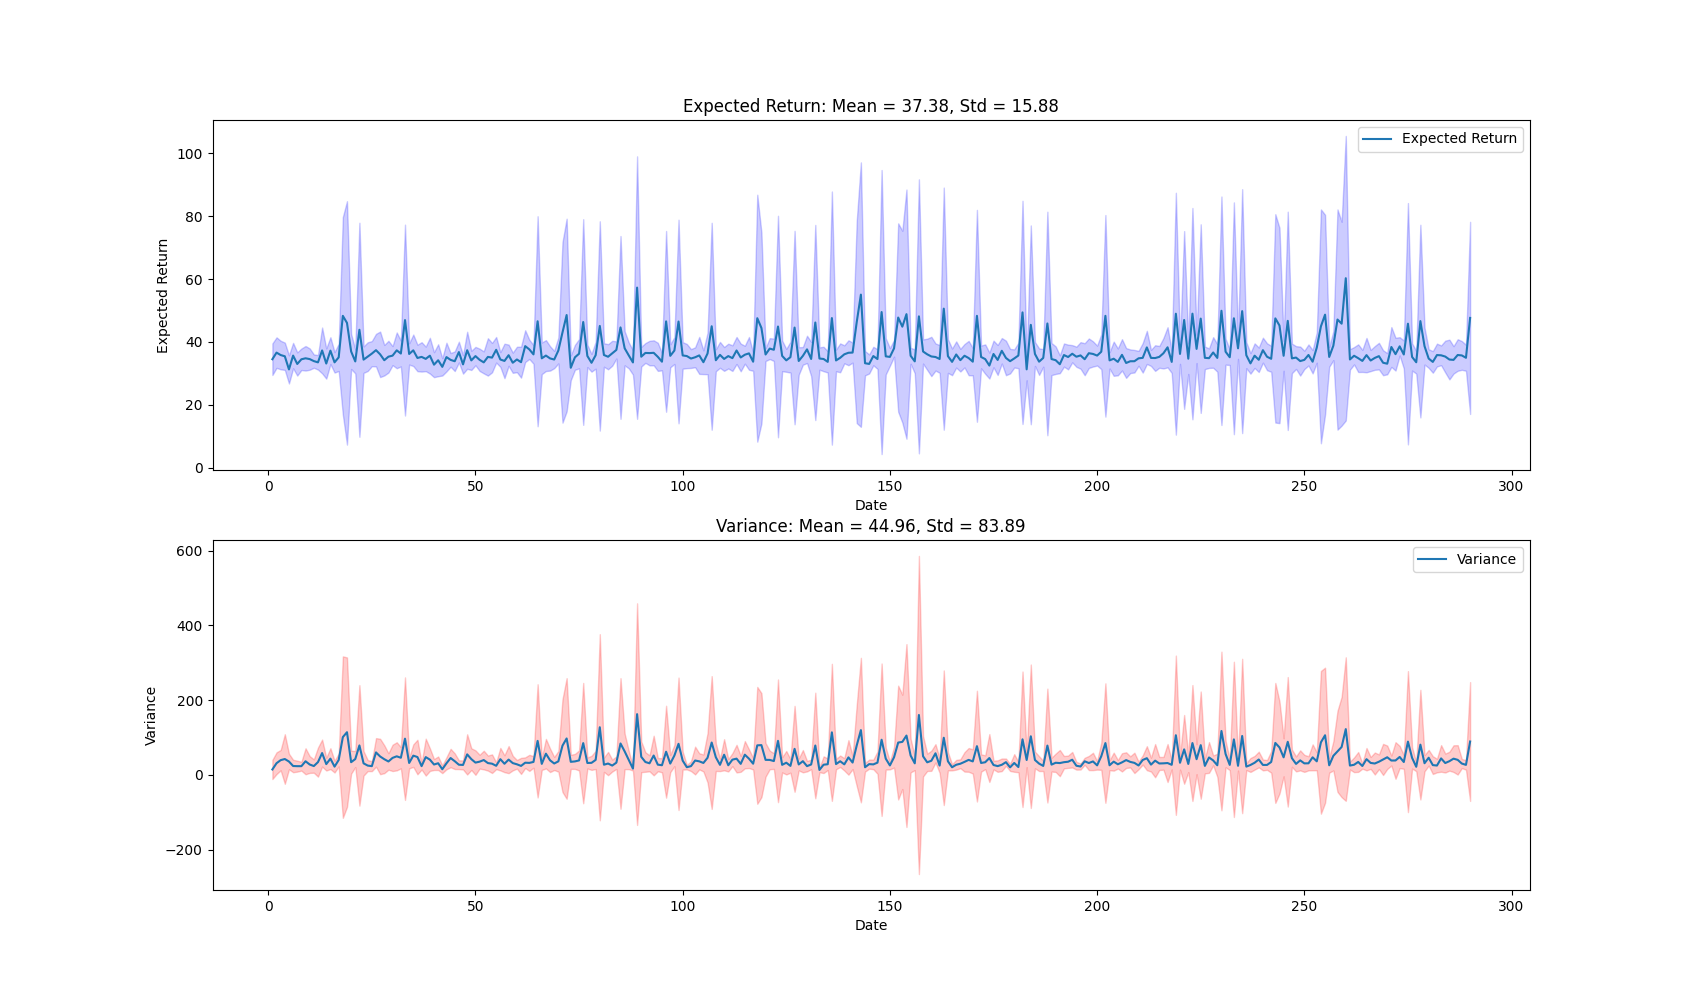 Expected Return: Mean = 37.38, Std = 15.88
Expected Return
100
80
60
40
20
0
Expected Return
0 50 100 150 200 250 300
Date
Variance: Mean = 44.96, Std = 83.89
Variance
600
400
200
0
−200
Variance
0 50 100 150 200 250 300
Date